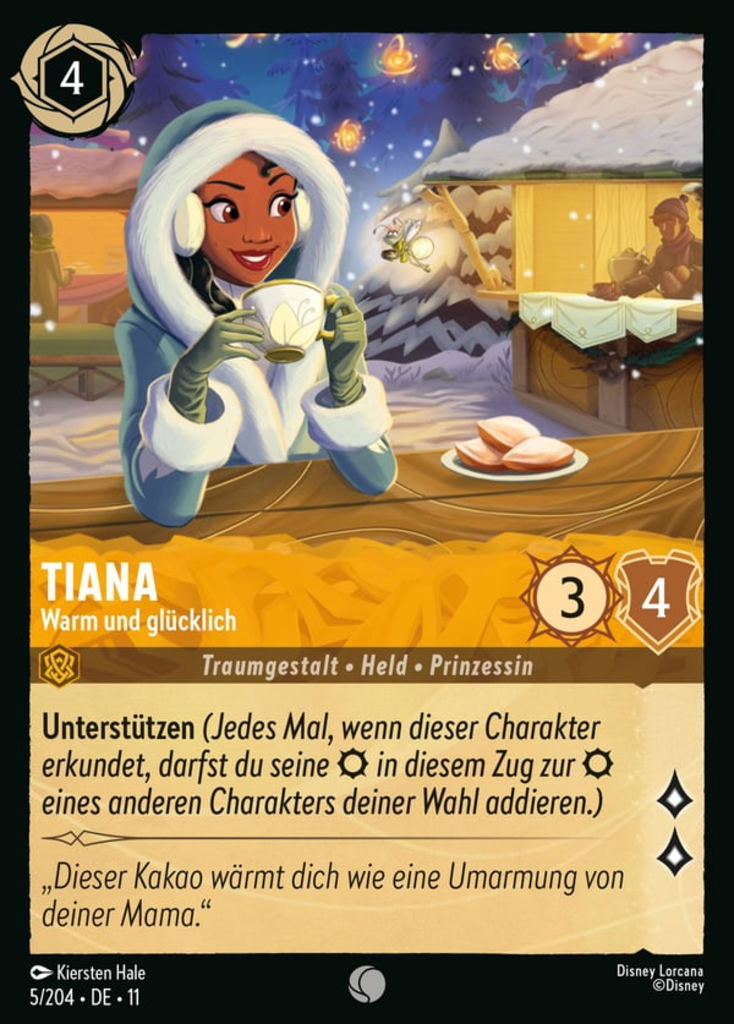 4
TIANA
Warm und glücklich
3
4
Traumgestalt • Held • Prinzessin
Unterstützen (Jedes Mal, wenn dieser Charakter
erkundet, darfst du seine in diesem Zug zur
eines anderen Charakters deiner Wahl addieren.)
„Dieser Kakao wärmt dich wie eine Umarmung von
deiner Mama.“
Kiersten Hale
5/204 • DE • 11
Disney Lorcana
©Disney